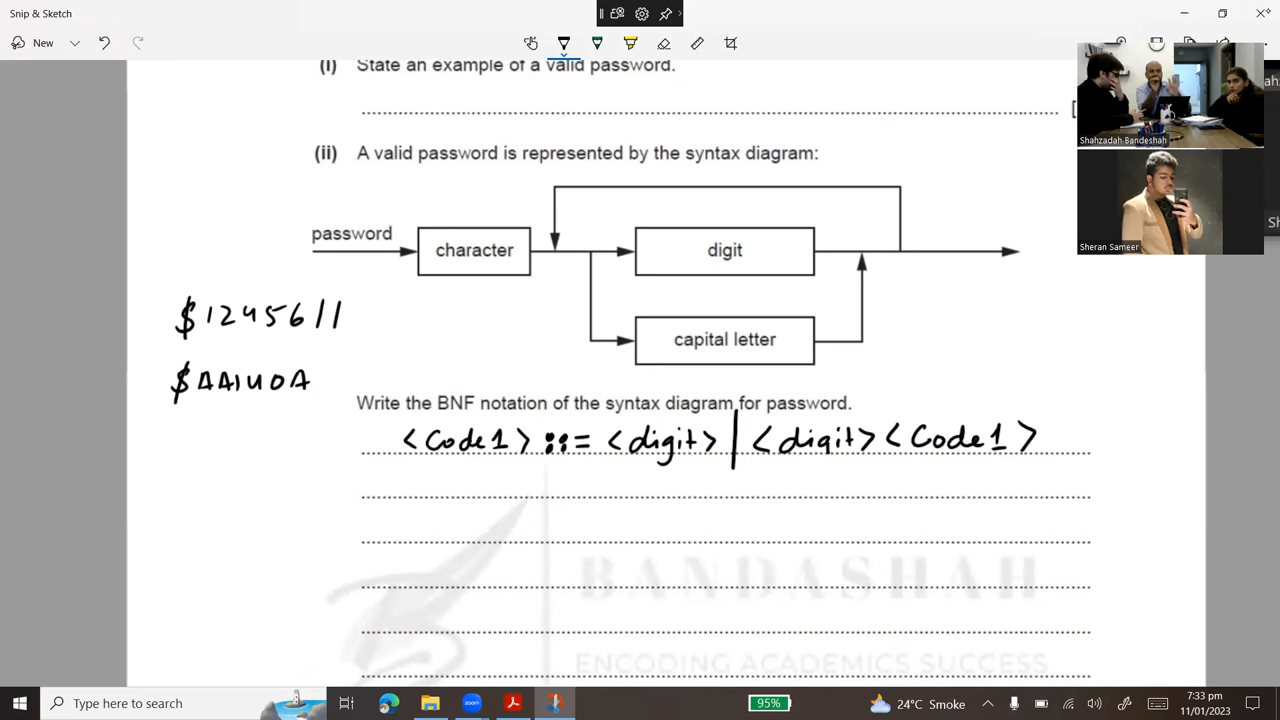 Snip & Sketch
New
(i) State an example of a valid password.
Shahzadah Bandeshah
(ii) A valid password is represented by the syntax diagram:
Sheran Sameer
password
character
digit
capital letter
$1245611
$AA140A
Write the BNF notation of the syntax diagram for password.
<Code1> ::= <digit> | <digit><Code1>
BANDASHAH
ENCODING ACADEMICS SUCCESS
Type here to search
95%
24°C Smoke
7:33 pm
11/01/2023